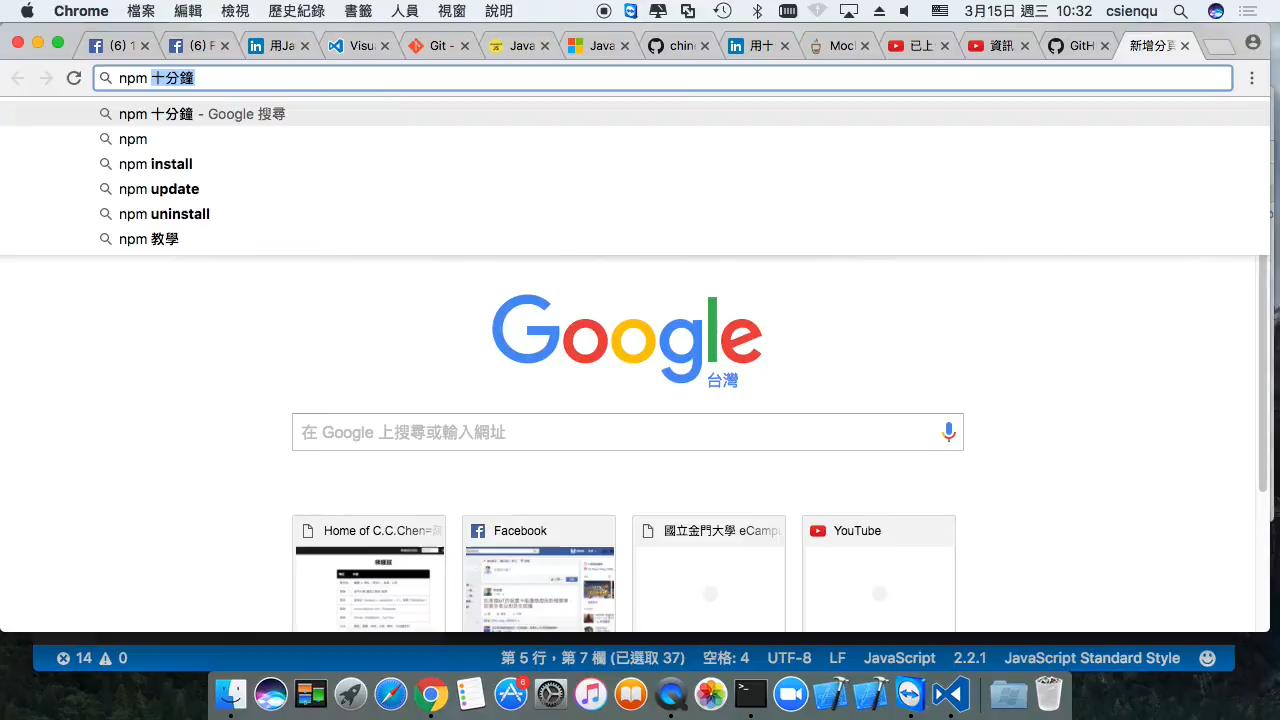 Chrome 檔案 編輯 檢視 歷史紀錄 書籤 人員 視窗 說明 3月15日 週三 10:32 csienqu
(6) 1 (6) F 用Ja Visu Git - Java Java chine 用十 Mocl 已上 資訊 GitH 新增分頁
npm 十分鐘
npm 十分鐘 - Google 搜尋
npm
npm install
npm update
npm uninstall
npm 教學
Google
台灣
在 Google 上搜尋或輸入網址
Home of C.C.Chen= Facebook 國立金門大學 eCampu YouTube
14 0 第 5 行，第 7 欄 (已選取 37) 空格: 4 UTF-8 LF JavaScript 2.2.1 JavaScript Standard Style
6